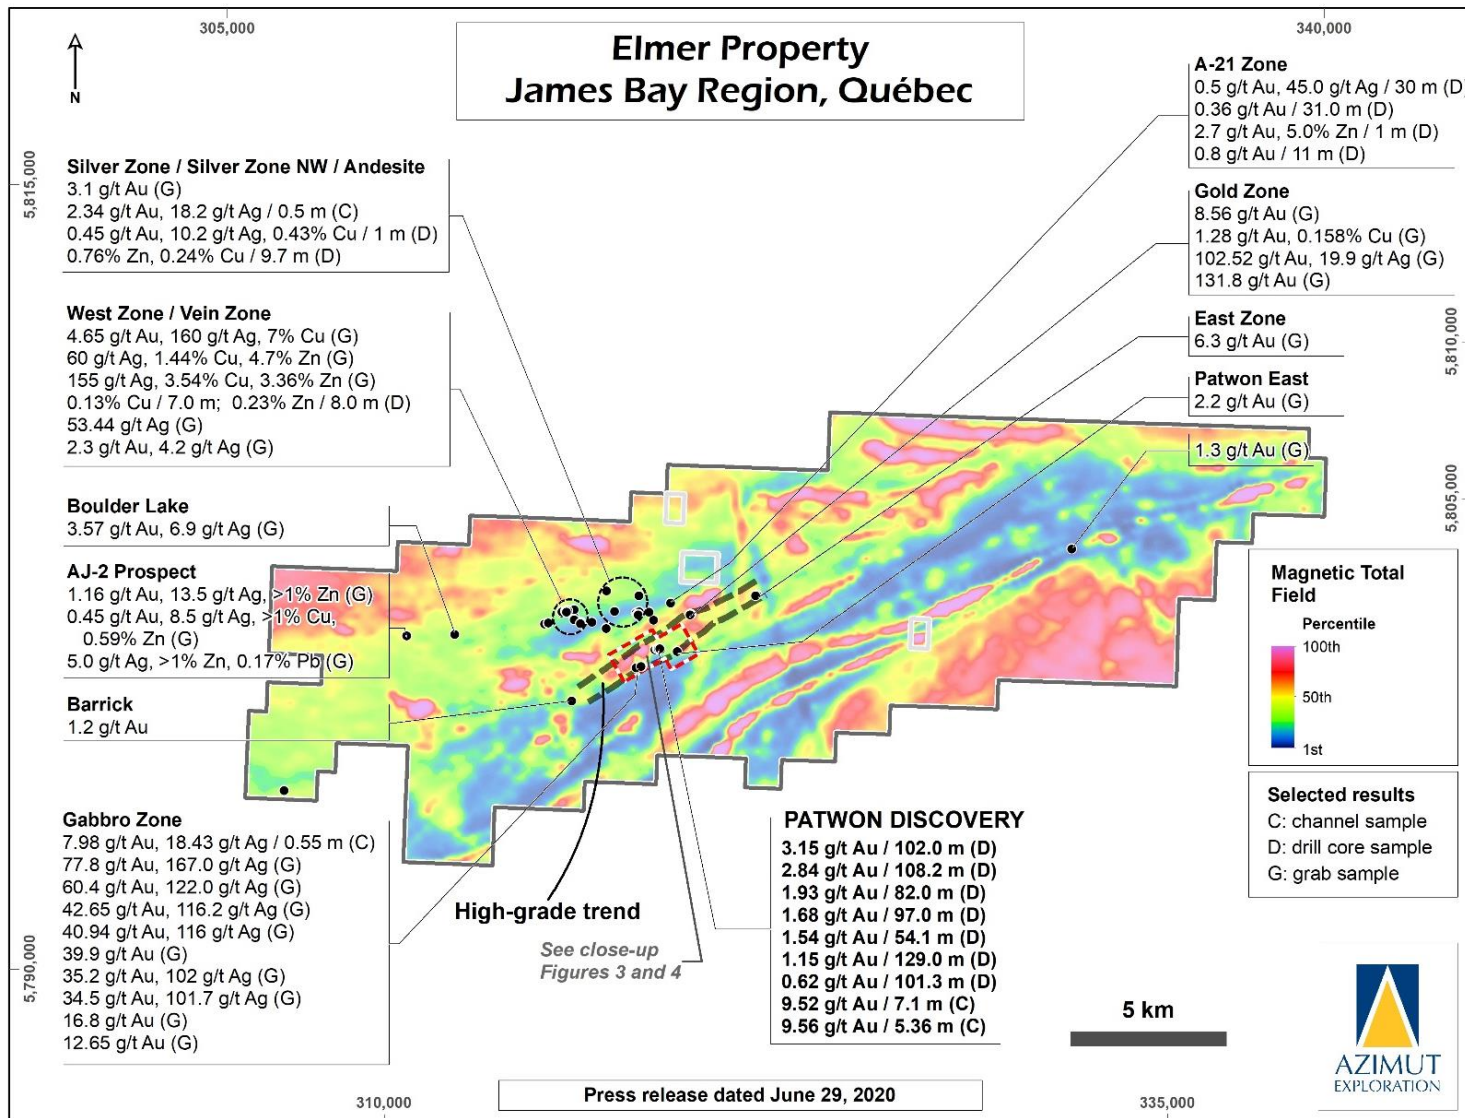 305,000
340,000
N
Elmer Property
James Bay Region, Québec
5,815,000
5,810,000
5,805,000
5,790,000
Silver Zone / Silver Zone NW / Andesite
3.1 g/t Au (G)
2.34 g/t Au, 18.2 g/t Ag / 0.5 m (C)
0.45 g/t Au, 10.2 g/t Ag, 0.43% Cu / 1 m (D)
0.76% Zn, 0.24% Cu / 9.7 m (D)
West Zone / Vein Zone
4.65 g/t Au, 160 g/t Ag, 7% Cu (G)
60 g/t Ag, 1.44% Cu, 4.7% Zn (G)
155 g/t Ag, 3.54% Cu, 3.36% Zn (G)
0.13% Cu / 7.0 m; 0.23% Zn / 8.0 m (D)
53.44 g/t Ag (G)
2.3 g/t Au, 4.2 g/t Ag (G)
Boulder Lake
3.57 g/t Au, 6.9 g/t Ag (G)
AJ-2 Prospect
1.16 g/t Au, 13.5 g/t Ag, >1% Zn (G)
0.45 g/t Au, 8.5 g/t Ag, >1% Cu,
0.59% Zn (G)
5.0 g/t Ag, >1% Zn, 0.17% Pb (G)
Barrick
1.2 g/t Au
Gabbro Zone
7.98 g/t Au, 18.43 g/t Ag / 0.55 m (C)
77.8 g/t Au, 167.0 g/t Ag (G)
60.4 g/t Au, 122.0 g/t Ag (G)
42.65 g/t Au, 116.2 g/t Ag (G)
40.94 g/t Au, 116 g/t Ag (G)
39.9 g/t Au (G)
35.2 g/t Au, 102 g/t Ag (G)
34.5 g/t Au, 101.7 g/t Ag (G)
16.8 g/t Au (G)
12.65 g/t Au (G)
A-21 Zone
0.5 g/t Au, 45.0 g/t Ag / 30 m (D)
0.36 g/t Au / 31.0 m (D)
2.7 g/t Au, 5.0% Zn / 1 m (D)
0.8 g/t Au / 11 m (D)
Gold Zone
8.56 g/t Au (G)
1.28 g/t Au, 0.158% Cu (G)
102.52 g/t Au, 19.9 g/t Ag (G)
131.8 g/t Au (G)
East Zone
6.3 g/t Au (G)
Patwon East
2.2 g/t Au (G)
1.3 g/t Au (G)
High-grade trend
See close-up
Figures 3 and 4
PATWON DISCOVERY
3.15 g/t Au / 102.0 m (D)
2.84 g/t Au / 108.2 m (D)
1.93 g/t Au / 82.0 m (D)
1.68 g/t Au / 97.0 m (D)
1.54 g/t Au / 54.1 m (D)
1.15 g/t Au / 129.0 m (D)
0.62 g/t Au / 101.3 m (D)
9.52 g/t Au / 7.1 m (C)
9.56 g/t Au / 5.36 m (C)
Magnetic Total
Field
Percentile
100th
50th
1st
Selected results
C: channel sample
D: drill core sample
G: grab sample
5 km
AZIMUT
EXPLORATION
Press release dated June 29, 2020
310,000
335,000